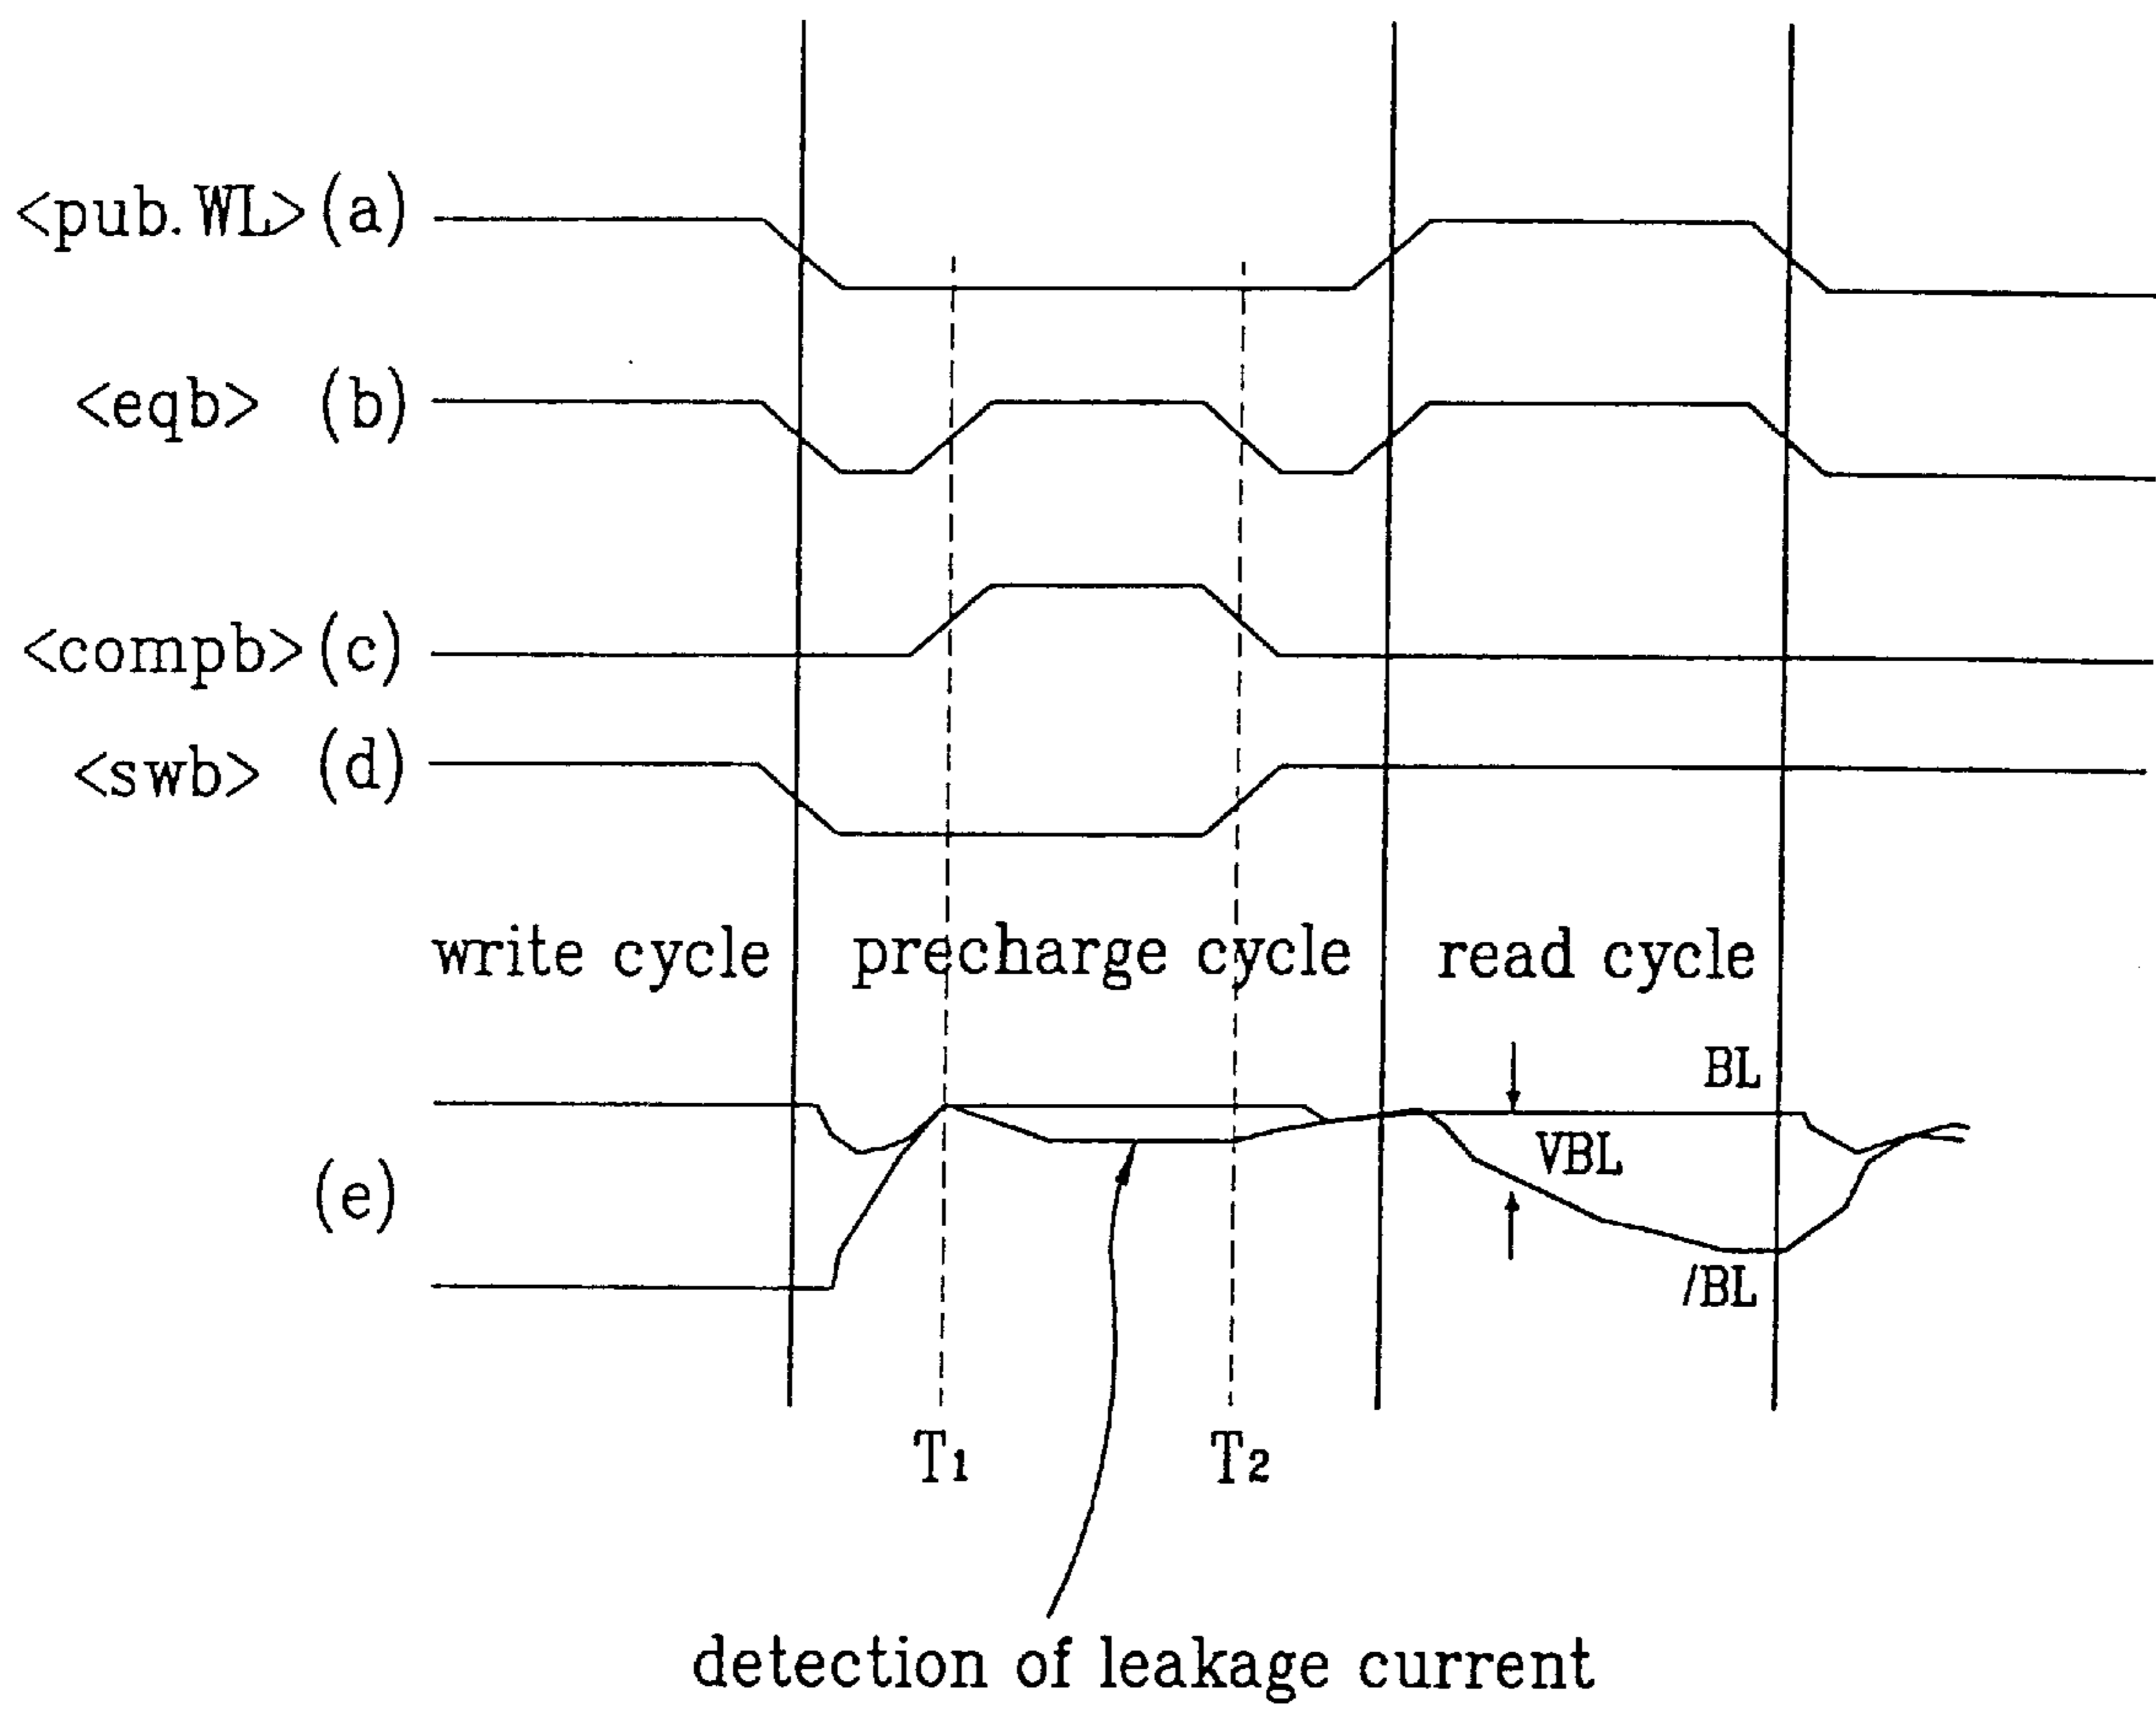 <pub.WL> (a)
<eqb> (b)
<compb> (c)
<swb> (d)
write cycle precharge cycle read cycle
BL
VBL
(e)
/BL
T1 T2
detection of leakage current